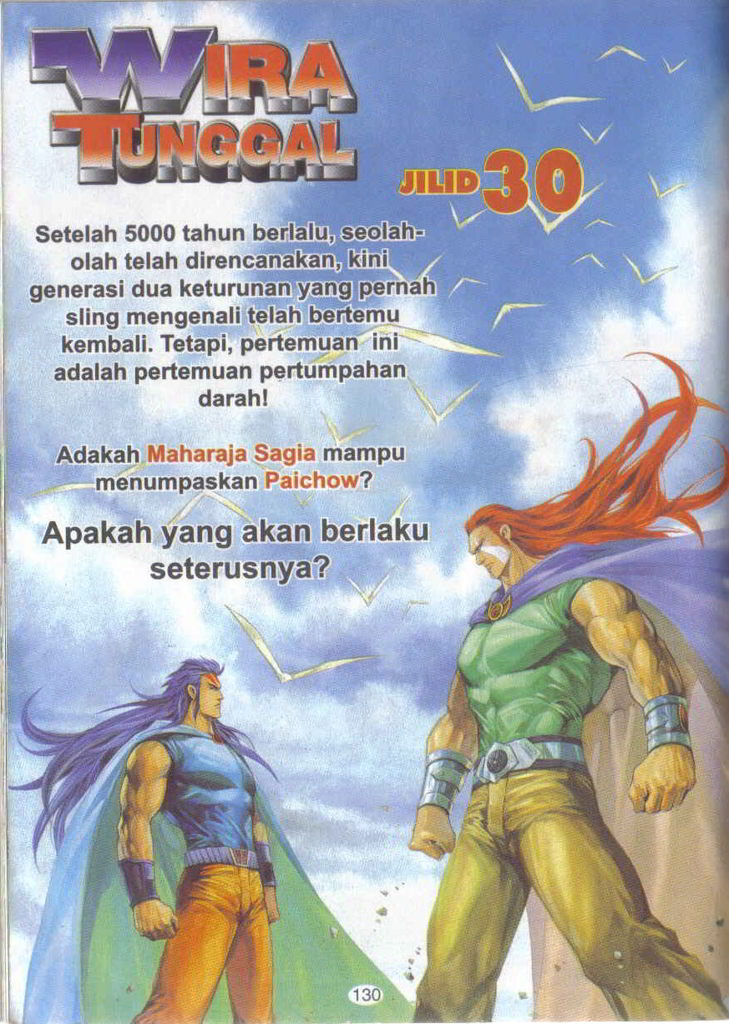 WIRA
TUNGGAL
JILID 30
Setelah 5000 tahun berlalu, seolah-
olah telah direncanakan, kini
generasi dua keturunan yang pernah
sling mengenali telah bertemu
kembali. Tetapi, pertemuan ini
adalah pertemuan pertumpahan
darah!
Adakah Maharaja Sagia mampu
menumpaskan Paichow?
Apakah yang akan berlaku
seterusnya?
130